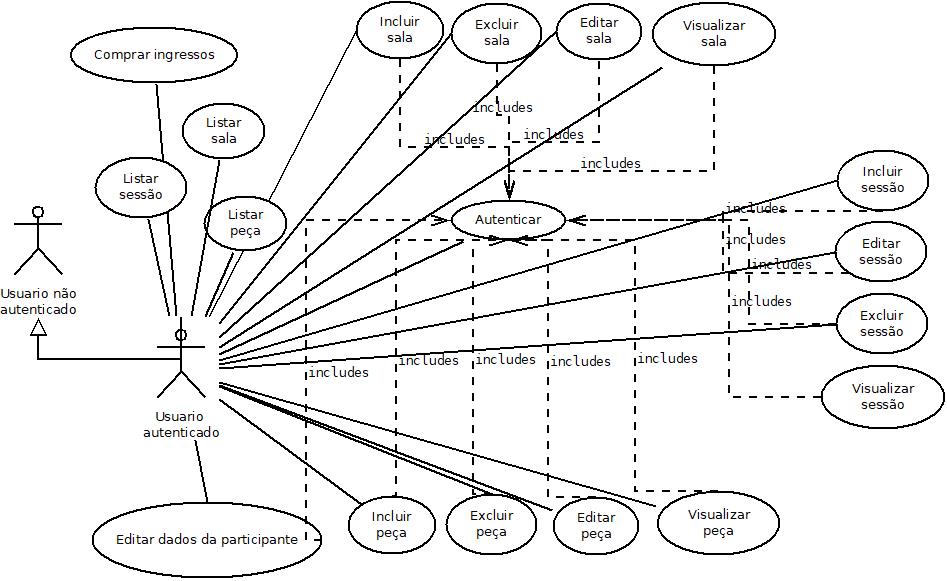 Incluir
sala
Excluir
sala
Editar
sala
Visualizar
sala
Comprar ingressos
Listar
sala
Listar
sessão
Listar
peça
includes
includes
includes
includes
Autenticar
Incluir
sessão
includes
Editar
sessão
includes
includes
includes
Excluir
sessão
Visualizar
sessão
Usuario não
autenticado
Usuario
autenticado
includes
includes
includes
includes
includes
Editar dados da participante
Incluir
peça
Excluir
peça
Editar
peça
Visualizar
peça